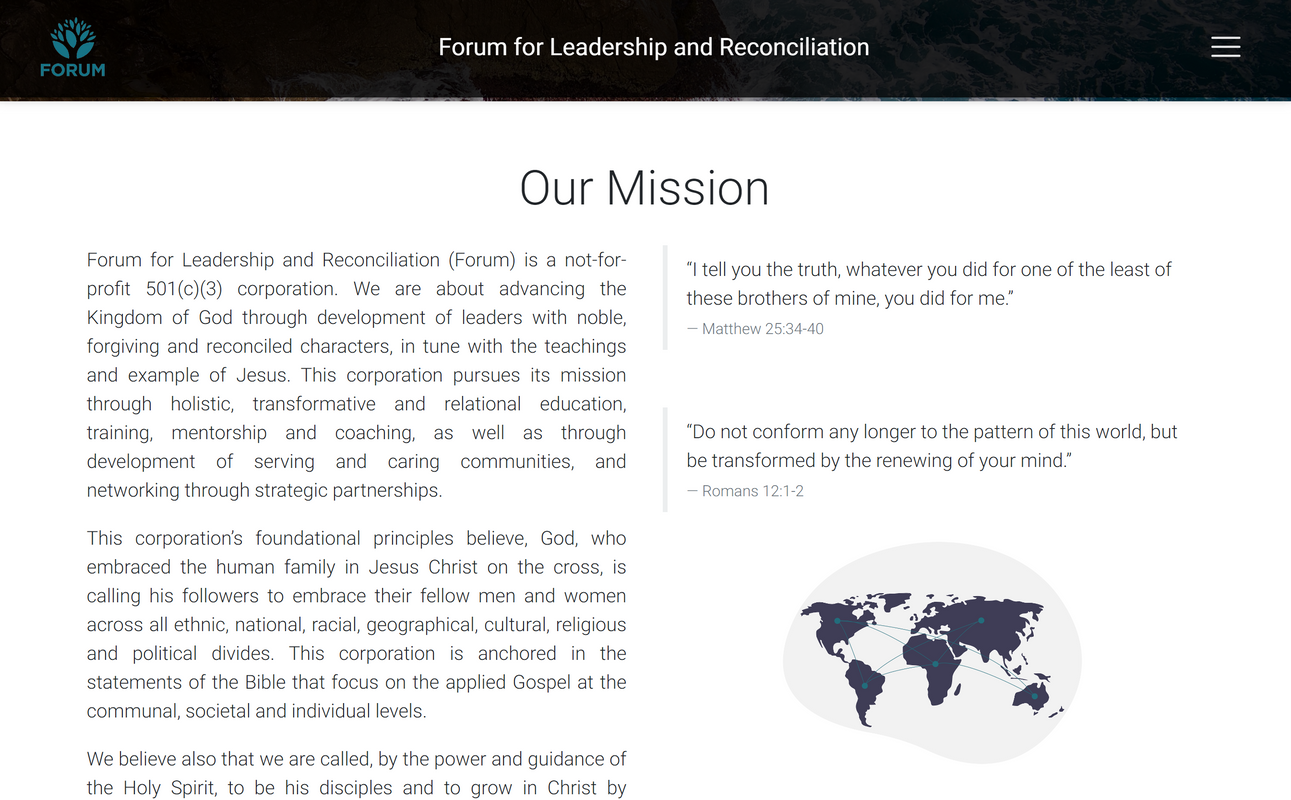 FORUM
Forum for Leadership and Reconciliation
Our Mission
Forum for Leadership and Reconciliation (Forum) is a not-for-
profit 501(c)(3) corporation. We are about advancing the
Kingdom of God through development of leaders with noble,
forgiving and reconciled characters, in tune with the teachings
and example of Jesus. This corporation pursues its mission
through holistic, transformative and relational education,
training, mentorship and coaching, as well as through
development of serving and caring communities, and
networking through strategic partnerships.
This corporation’s foundational principles believe, God, who
embraced the human family in Jesus Christ on the cross, is
calling his followers to embrace their fellow men and women
across all ethnic, national, racial, geographical, cultural, religious
and political divides. This corporation is anchored in the
statements of the Bible that focus on the applied Gospel at the
communal, societal and individual levels.
We believe also that we are called, by the power and guidance of
the Holy Spirit, to be his disciples and to grow in Christ by
“I tell you the truth, whatever you did for one of the least of
these brothers of mine, you did for me.”
— Matthew 25:34-40
“Do not conform any longer to the pattern of this world, but
be transformed by the renewing of your mind.”
— Romans 12:1-2